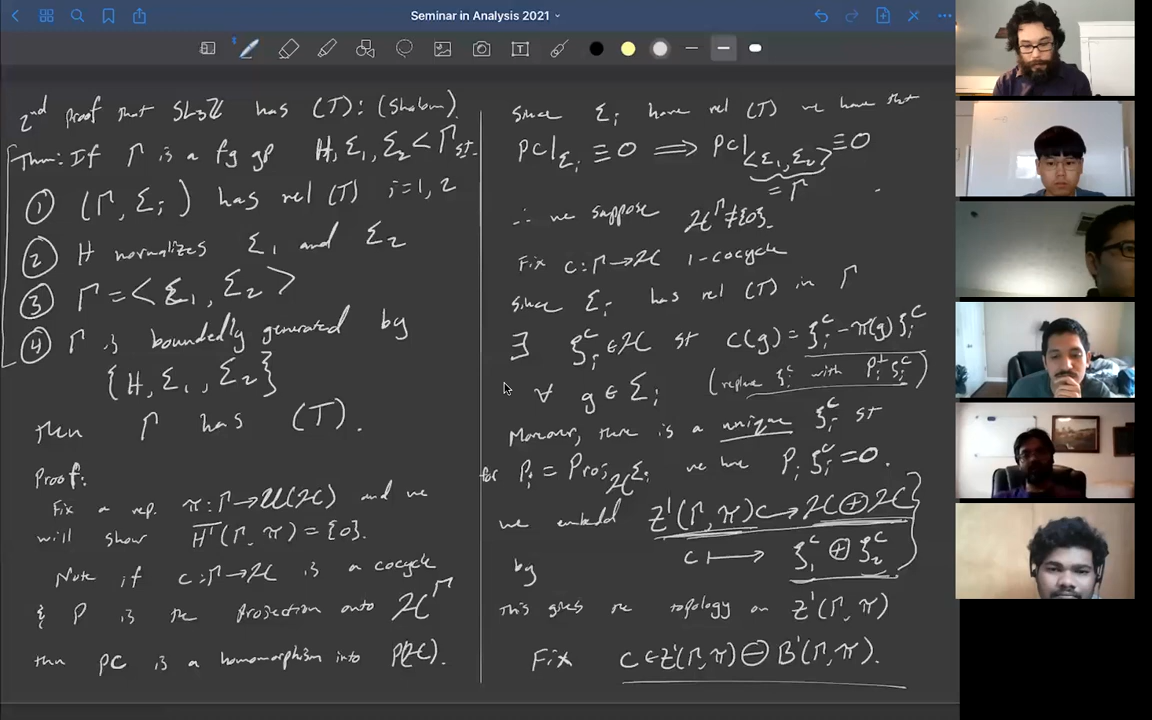 Seminar in Analysis 2021
2nd Proof that SL3ℤ has (T): (Shalom).
Thm: If Γ is a fg gp H, Σ1, Σ2 < Γ st.
① (Γ, Σi) has rel (T) i=1,2
② H normalizes Σ1 and Σ2
③ Γ = <Σ1, Σ2>
④ Γ is boundedly generated by
{H, Σ1, Σ2}
then Γ has (T).
Proof:
Fix a rep. π: Γ → U(ℋ) and we
will show H̅¹(Γ, π) = {0}.
Note if c: Γ → ℋ is a cocycle
& P is the projection onto ℋ^Γ
then PC is a homomorphism into P(ℋ).
Since Σi have rel (T) we have that
PC|Σi ≡ 0 ⟹ PC|<Σ1, Σ2> ≡ 0
= Γ
∴ we suppose ℋ^Γ ≠ {0}.
Fix c: Γ → ℋ 1-cocycle
Since Σi has rel (T) in Γ
∃ ξi^c ∈ ℋ st c(g) = ξi^c - π(g) ξi^c
∀ g ∈ Σi (replace ξi^c with Pi^⊥ ξi^c)
Moreover, there is a unique ξi^c st
for Pi = Proj ℋ^Σi we have Pi ξi^c = 0.
we embedd Z¹(Γ, π) ↪ ℋ ⊕ ℋ
by c ⟼ ξ1^c ⊕ ξ2^c
This gives the topology on Z¹(Γ, π)
Fix c ∈ Z¹(Γ, π) ⊖ B¹(Γ, π).